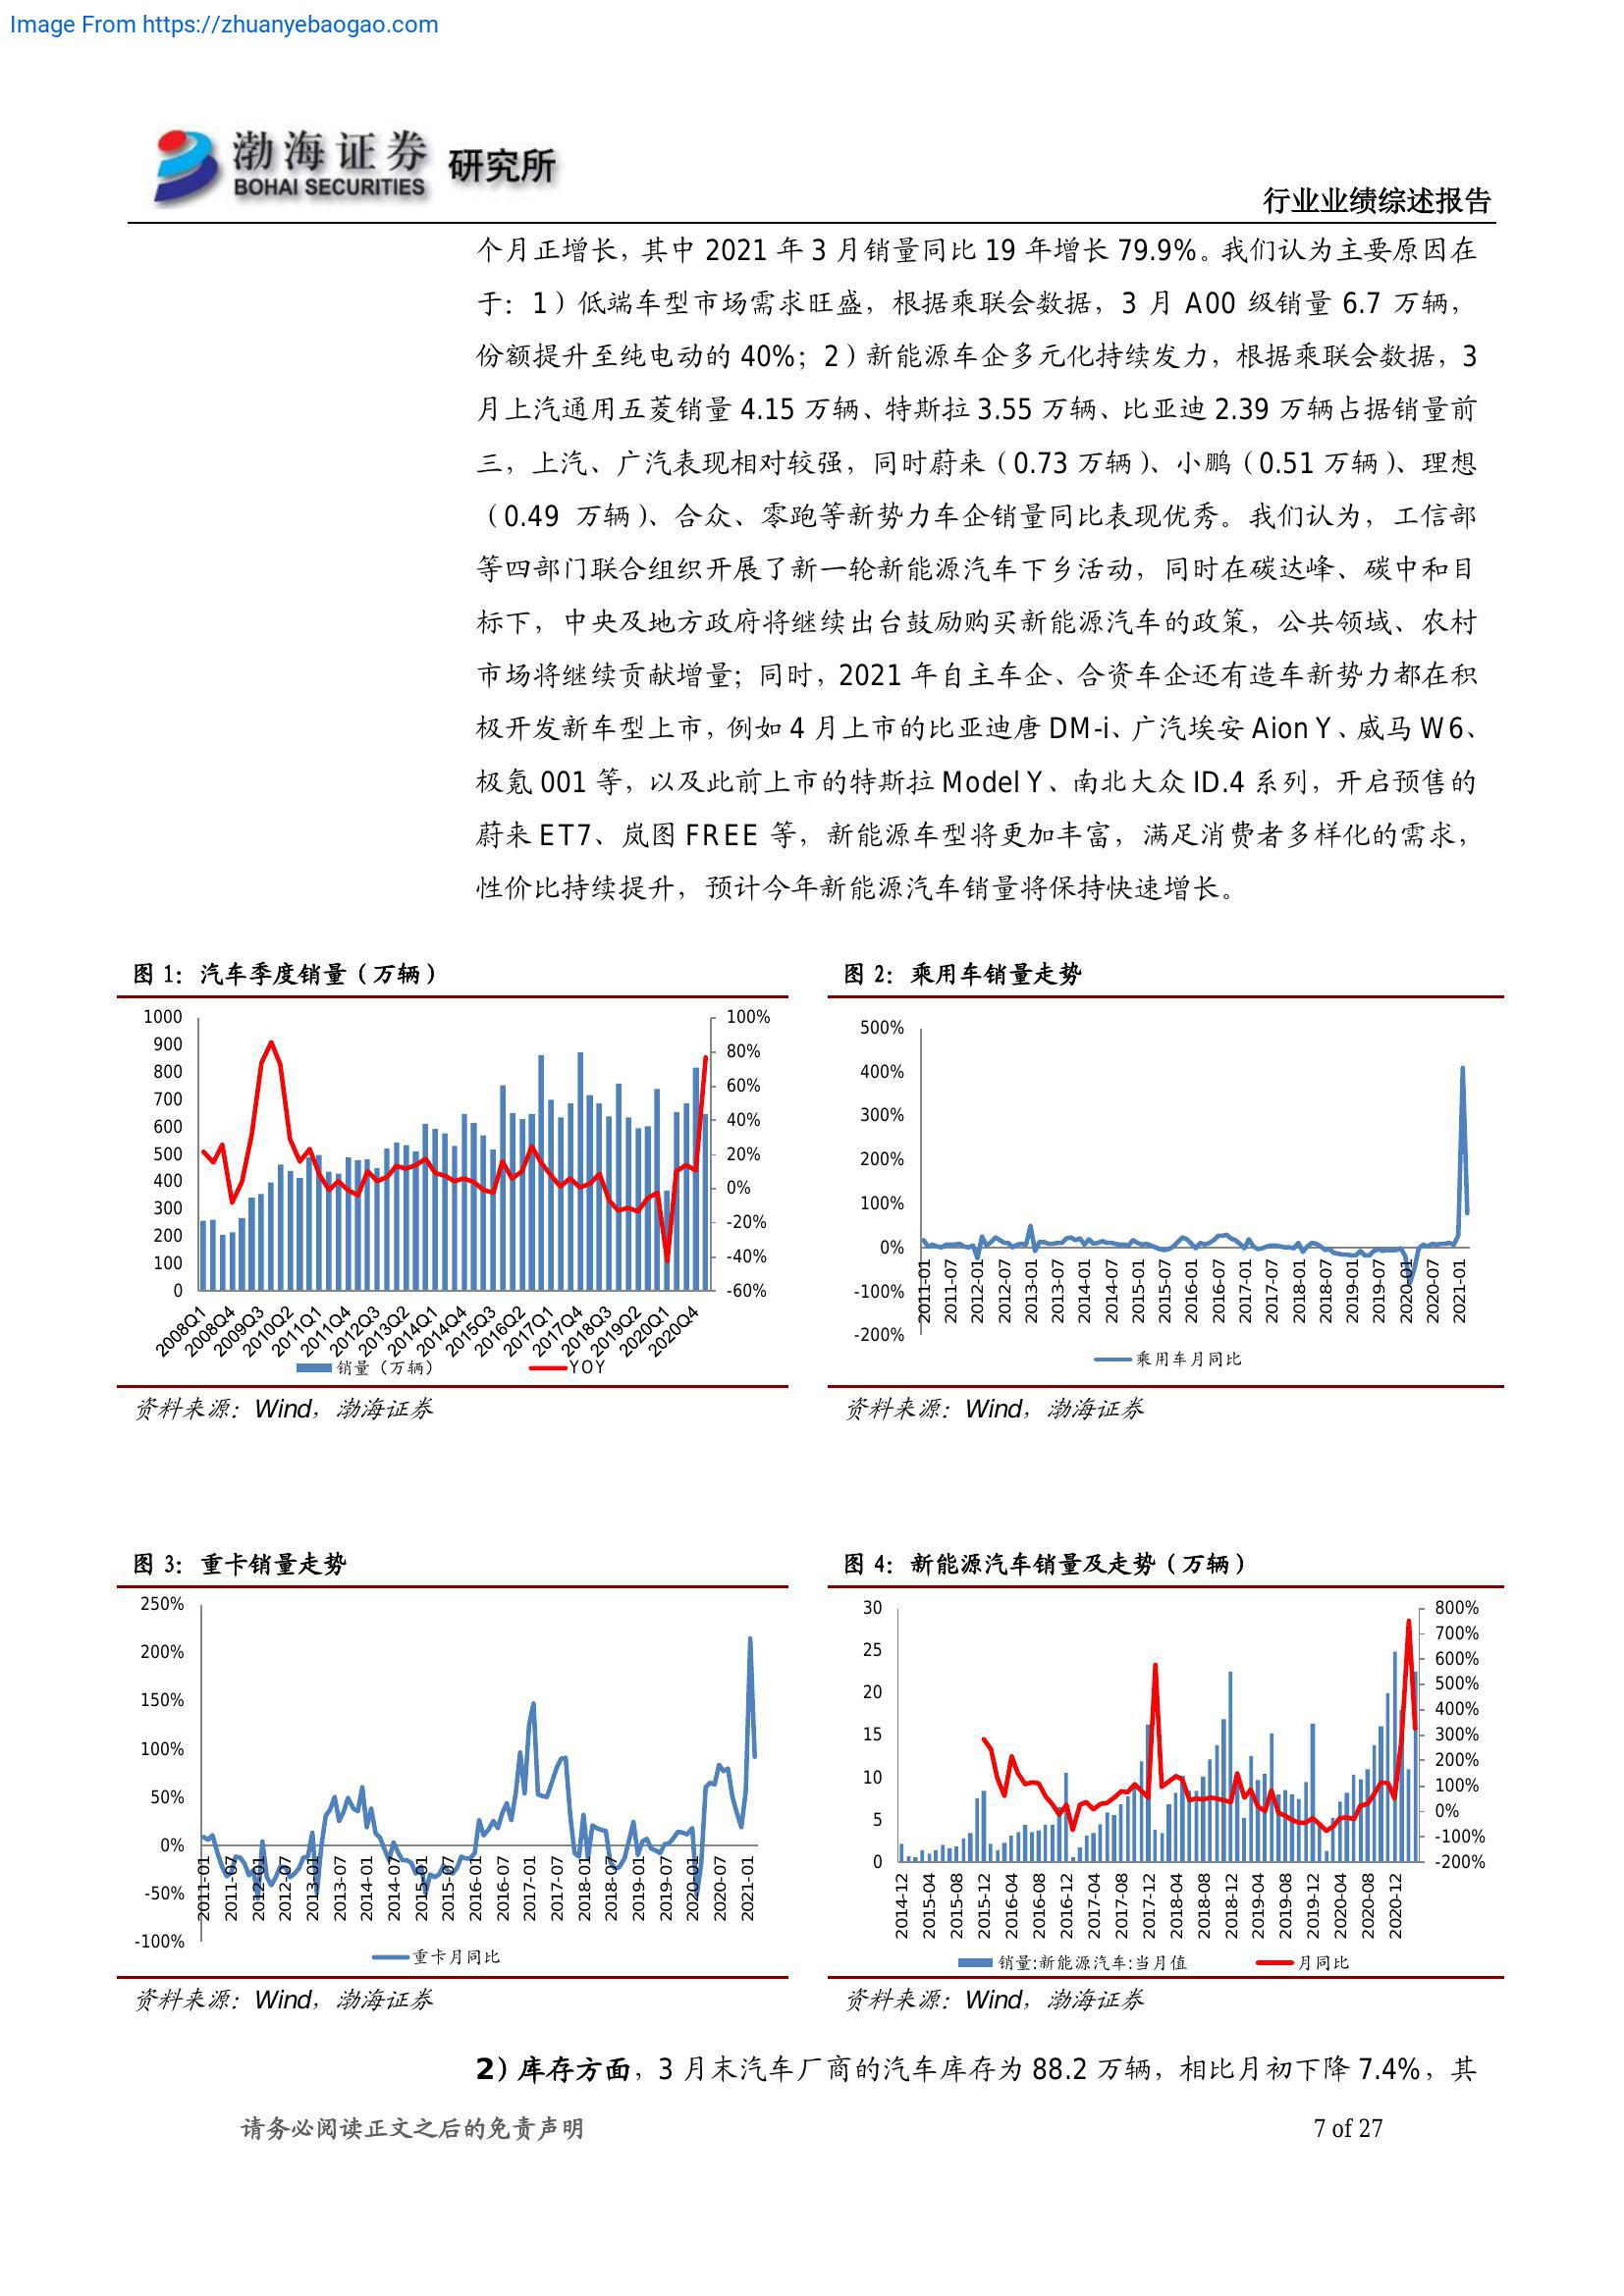 Image From https://zhuanyebaogao.com
渤海证券 研究所
BOHAI SECURITIES
行业业绩综述报告
个月正增长，其中 2021 年 3 月销量同比 19 年增长 79.9%。我们认为主要原因在
于：1）低端车型市场需求旺盛，根据乘联会数据，3 月 A00 级销量 6.7 万辆，
份额提升至纯电动的 40%；2）新能源车企多元化持续发力，根据乘联会数据，3
月上汽通用五菱销量 4.15 万辆、特斯拉 3.55 万辆、比亚迪 2.39 万辆占据销量前
三，上汽、广汽表现相对较强，同时蔚来（0.73 万辆）、小鹏（0.51 万辆）、理想
（0.49 万辆）、合众、零跑等新势力车企销量同比表现优秀。我们认为，工信部
等四部门联合组织开展了新一轮新能源汽车下乡活动，同时在碳达峰、碳中和目
标下，中央及地方政府将继续出台鼓励购买新能源汽车的政策，公共领域、农村
市场将继续贡献增量；同时，2021 年自主车企、合资车企还有造车新势力都在积
极开发新车型上市，例如 4 月上市的比亚迪唐 DM-i、广汽埃安 Aion Y、威马 W6、
极氪 001 等，以及此前上市的特斯拉 Model Y、南北大众 ID.4 系列，开启预售的
蔚来 ET7、岚图 FREE 等，新能源车型将更加丰富，满足消费者多样化的需求，
性价比持续提升，预计今年新能源汽车销量将保持快速增长。
图 1：汽车季度销量（万辆）
1000
900
800
700
600
500
400
300
200
100
0
100%
80%
60%
40%
20%
0%
-20%
-40%
-60%
2008Q1 2008Q4 2009Q3 2010Q2 2011Q1 2011Q4 2012Q3 2013Q2 2014Q1 2014Q4 2015Q3 2016Q2 2017Q1 2017Q4 2018Q3 2019Q2 2020Q1 2020Q4
销量（万辆） YOY
资料来源：Wind，渤海证券
图 2：乘用车销量走势
500%
400%
300%
200%
100%
0%
-100%
-200%
2011-01 2011-07 2012-01 2012-07 2013-01 2013-07 2014-01 2014-07 2015-01 2015-07 2016-01 2016-07 2017-01 2017-07 2018-01 2018-07 2019-01 2019-07 2020-01 2020-07 2021-01
乘用车月同比
资料来源：Wind，渤海证券
图 3：重卡销量走势
250%
200%
150%
100%
50%
0%
-50%
-100%
2011-01 2011-07 2012-01 2012-07 2013-01 2013-07 2014-01 2014-07 2015-01 2015-07 2016-01 2016-07 2017-01 2017-07 2018-01 2018-07 2019-01 2019-07 2020-01 2020-07 2021-01
重卡月同比
资料来源：Wind，渤海证券
图 4：新能源汽车销量及走势（万辆）
30
25
20
15
10
5
0
800%
700%
600%
500%
400%
300%
200%
100%
0%
-100%
-200%
2014-12 2015-04 2015-08 2015-12 2016-04 2016-08 2016-12 2017-04 2017-08 2017-12 2018-04 2018-08 2018-12 2019-04 2019-08 2019-12 2020-04 2020-08 2020-12
销量:新能源汽车:当月值 月同比
资料来源：Wind，渤海证券
2）库存方面，3 月末汽车厂商的汽车库存为 88.2 万辆，相比月初下降 7.4%，其
请务必阅读正文之后的免责声明 7 of 27